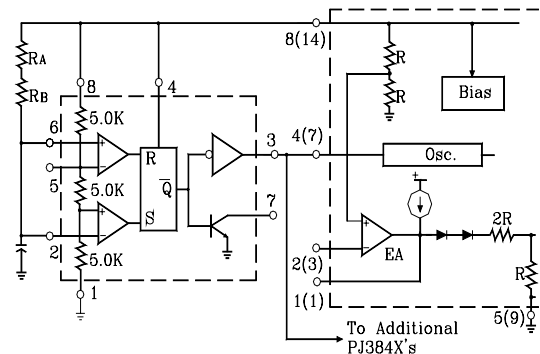 8(14)
RA
8
4
R
RB
R
Bias
5.0K
6
3
4(7)
R
Osc.
5
5.0K
Q
7
+
S
2R
EA
2
5.0K
2(3)
R
1
1(1)
5(9)
To Additional
PJ384X's